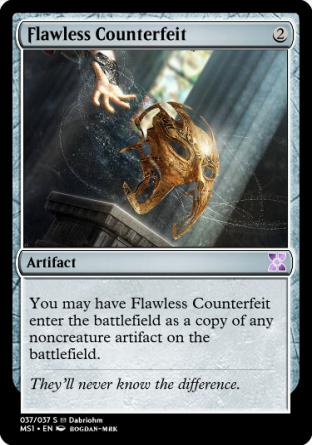 Flawless Counterfeit 2
Artifact
You may have Flawless Counterfeit
enter the battlefield as a copy of any
noncreature artifact on the
battlefield.
They'll never know the difference.
037/037 S Dabriohm
MS1 • EN BOGDAN-MRK